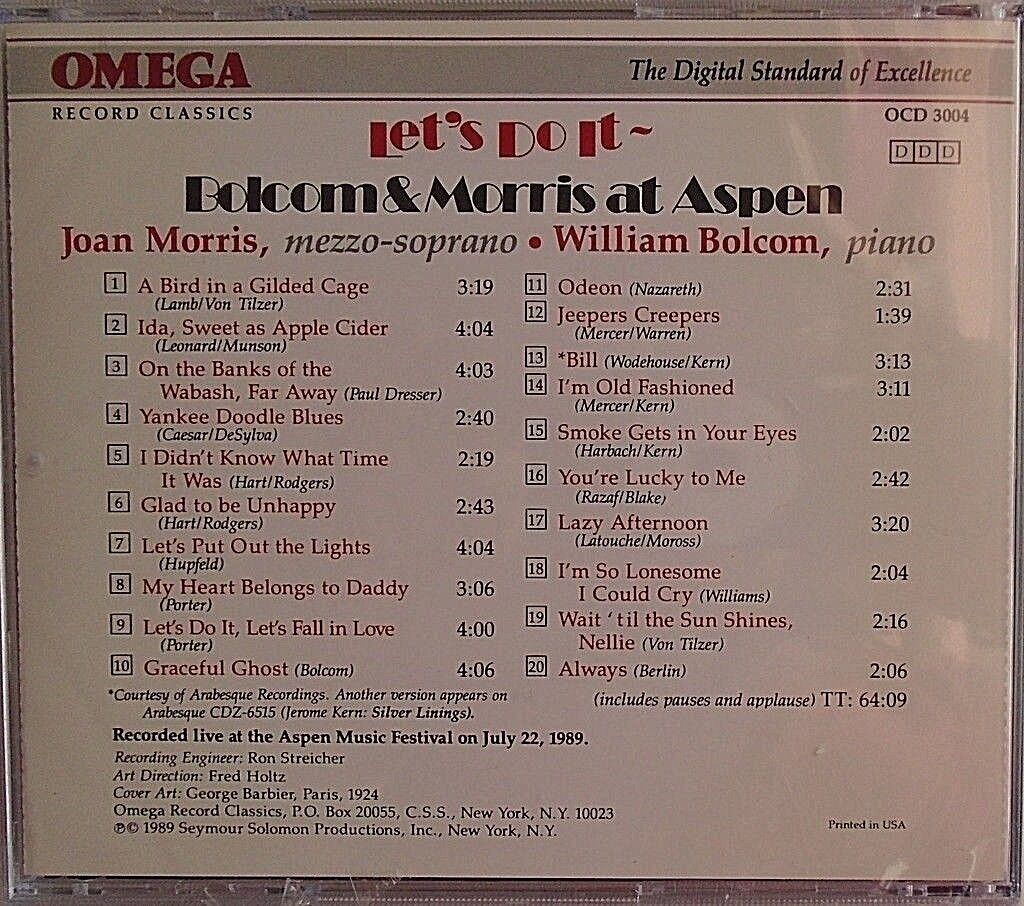 OMEGA
The Digital Standard of Excellence
RECORD CLASSICS
OCD 3004
DDD
Let's Do It~
Bolcom & Morris at Aspen
Joan Morris, mezzo-soprano • William Bolcom, piano
1 A Bird in a Gilded Cage 3:19
(Lamb/Von Tilzer)
2 Ida, Sweet as Apple Cider 4:04
(Leonard/Munson)
3 On the Banks of the 4:03
Wabash, Far Away (Paul Dresser)
4 Yankee Doodle Blues 2:40
(Caesar/DeSylva)
5 I Didn't Know What Time 2:19
It Was (Hart/Rodgers)
6 Glad to be Unhappy 2:43
(Hart/Rodgers)
7 Let's Put Out the Lights 4:04
(Hupfeld)
8 My Heart Belongs to Daddy 3:06
(Porter)
9 Let's Do It, Let's Fall in Love 4:00
(Porter)
10 Graceful Ghost (Bolcom) 4:06
11 Odeon (Nazareth) 2:31
12 Jeepers Creepers 1:39
(Mercer/Warren)
13 *Bill (Wodehouse/Kern) 3:13
14 I'm Old Fashioned 3:11
(Mercer/Kern)
15 Smoke Gets in Your Eyes 2:02
(Harbach/Kern)
16 You're Lucky to Me 2:42
(Razaf/Blake)
17 Lazy Afternoon 3:20
(Latouche/Moross)
18 I'm So Lonesome 2:04
I Could Cry (Williams)
19 Wait 'til the Sun Shines, 2:16
Nellie (Von Tilzer)
20 Always (Berlin) 2:06
(includes pauses and applause) TT: 64:09
*Courtesy of Arabesque Recordings. Another version appears on
Arabesque CDZ-6515 (Jerome Kern: Silver Linings).
Recorded live at the Aspen Music Festival on July 22, 1989.
Recording Engineer: Ron Streicher
Art Direction: Fred Holtz
Cover Art: George Barbier, Paris, 1924
Omega Record Classics, P.O. Box 20055, C.S.S., New York, N.Y. 10023
℗© 1989 Seymour Solomon Productions, Inc., New York, N.Y.
Printed in USA